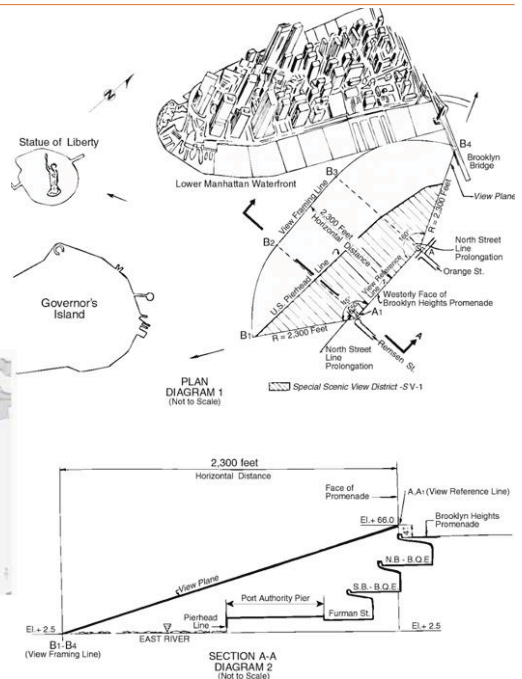 N
Statue of Liberty
Lower Manhattan Waterfront
Governor's
Island
B4
Brooklyn
Bridge
View Plane
B3
View Framing Line
2,300 Feet
Horizontal
Distance
B2
U.S. Pierhead Line
View Reference
Line
R = 2,300 Feet
North Street
Line
Prolongation
A
Orange St.
Westerly Face of
Brooklyn Heights Promenade
A1
B1
R = 2,300 Feet
A
Remsen St.
North Street
Line
Prolongation
PLAN
DIAGRAM 1
(Not to Scale)
Special Scenic View District -SV-1
2,300 feet
Horizontal Distance
Face of
Promenade
A,A1 (View Reference Line)
El.+ 66.0
Brooklyn Heights
Promenade
N.B - B.Q.E
View Plane
S.B.- B.Q.E
Port Authority Pier
Pierhead
Line
Furman St.
El.+ 2.5
EAST RIVER
El.+ 2.5
B1-B4
(View Framing Line)
SECTION A-A
DIAGRAM 2
(Not to Scale)